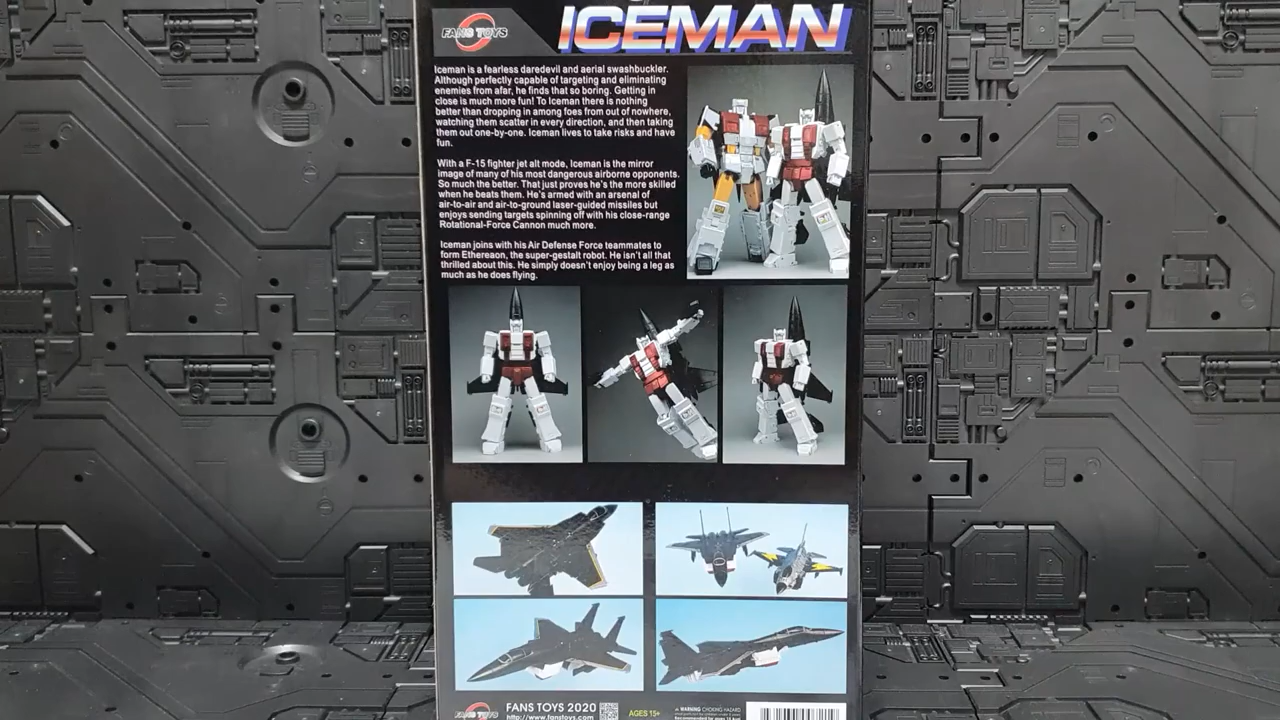 FANS TOYS
ICEMAN
Iceman is a fearless daredevil and aerial swashbuckler.
Although perfectly capable of targeting and eliminating
enemies from afar, he finds that so boring. Getting in
close is much more fun! To Iceman there is nothing
better than dropping in among foes from out of nowhere,
watching them scatter in every direction, and then taking
them out one-by-one. Iceman lives to take risks and have
fun.
With a F-15 fighter jet alt mode, Iceman is the mirror
image of many of his most dangerous airborne opponents.
So much the better. That just proves he's the more skilled
when he beats them. He's armed with an arsenal of
air-to-air and air-to-ground laser-guided missiles but
enjoys sending targets spinning off with his close-range
Rotational-Force Cannon much more.
Iceman joins with his Air Defense Force teammates to
form Ethereaon, the super-gestalt robot. He isn't all that
thrilled about this. He simply doesn't enjoy being a leg as
much as he does flying.
FANS TOYS
FANS TOYS 2020
http://www.fanstoys.com
AGES 15+
WARNING CHOKING HAZARD